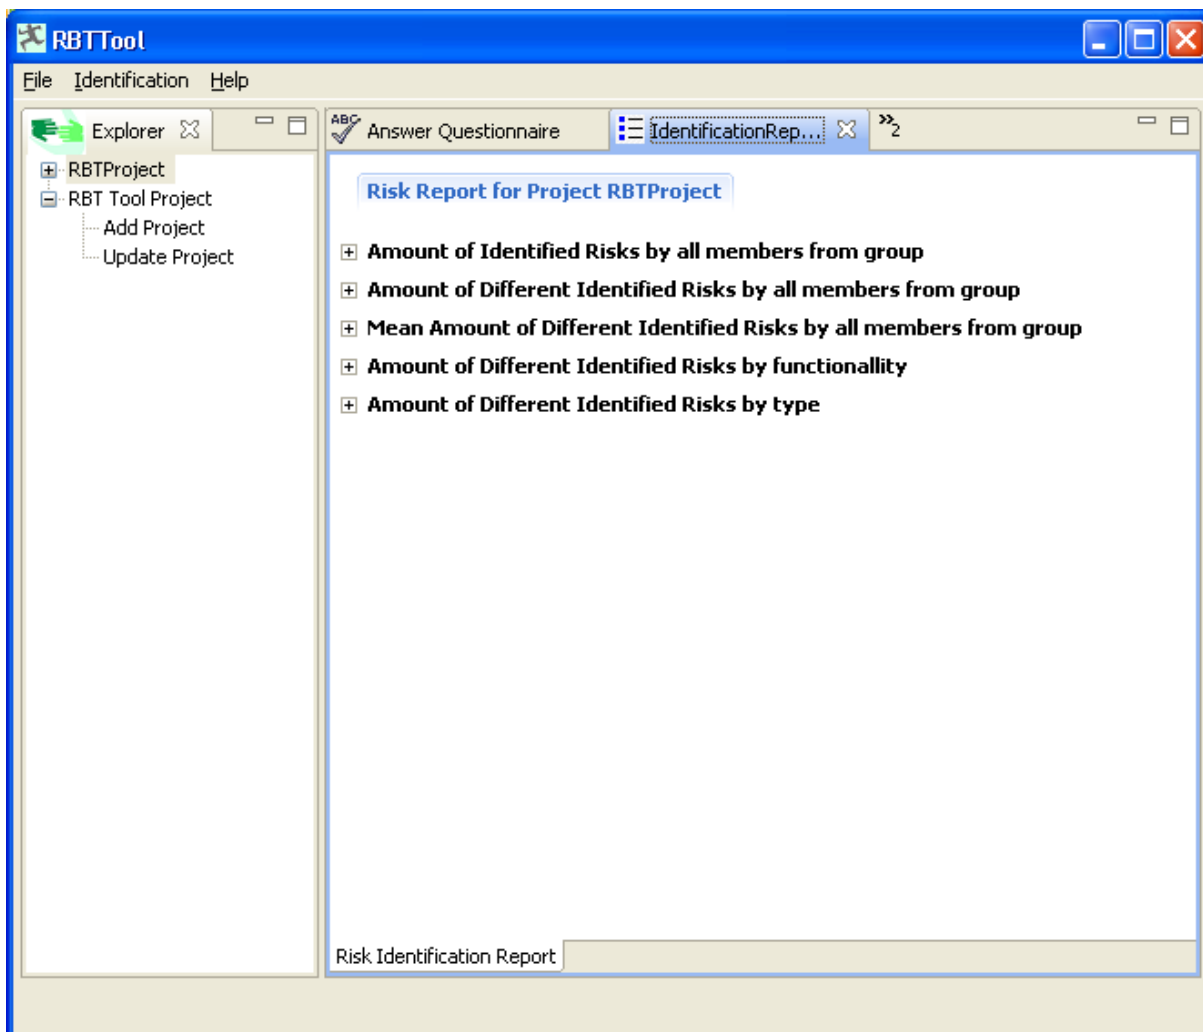 RBTTool
File Identification Help
Explorer
ABC Answer Questionnaire IdentificationRep... »2
RBTProject
RBT Tool Project
Add Project
Update Project
Risk Report for Project RBTProject
Amount of Identified Risks by all members from group
Amount of Different Identified Risks by all members from group
Mean Amount of Different Identified Risks by all members from group
Amount of Different Identified Risks by functionallity
Amount of Different Identified Risks by type
Risk Identification Report